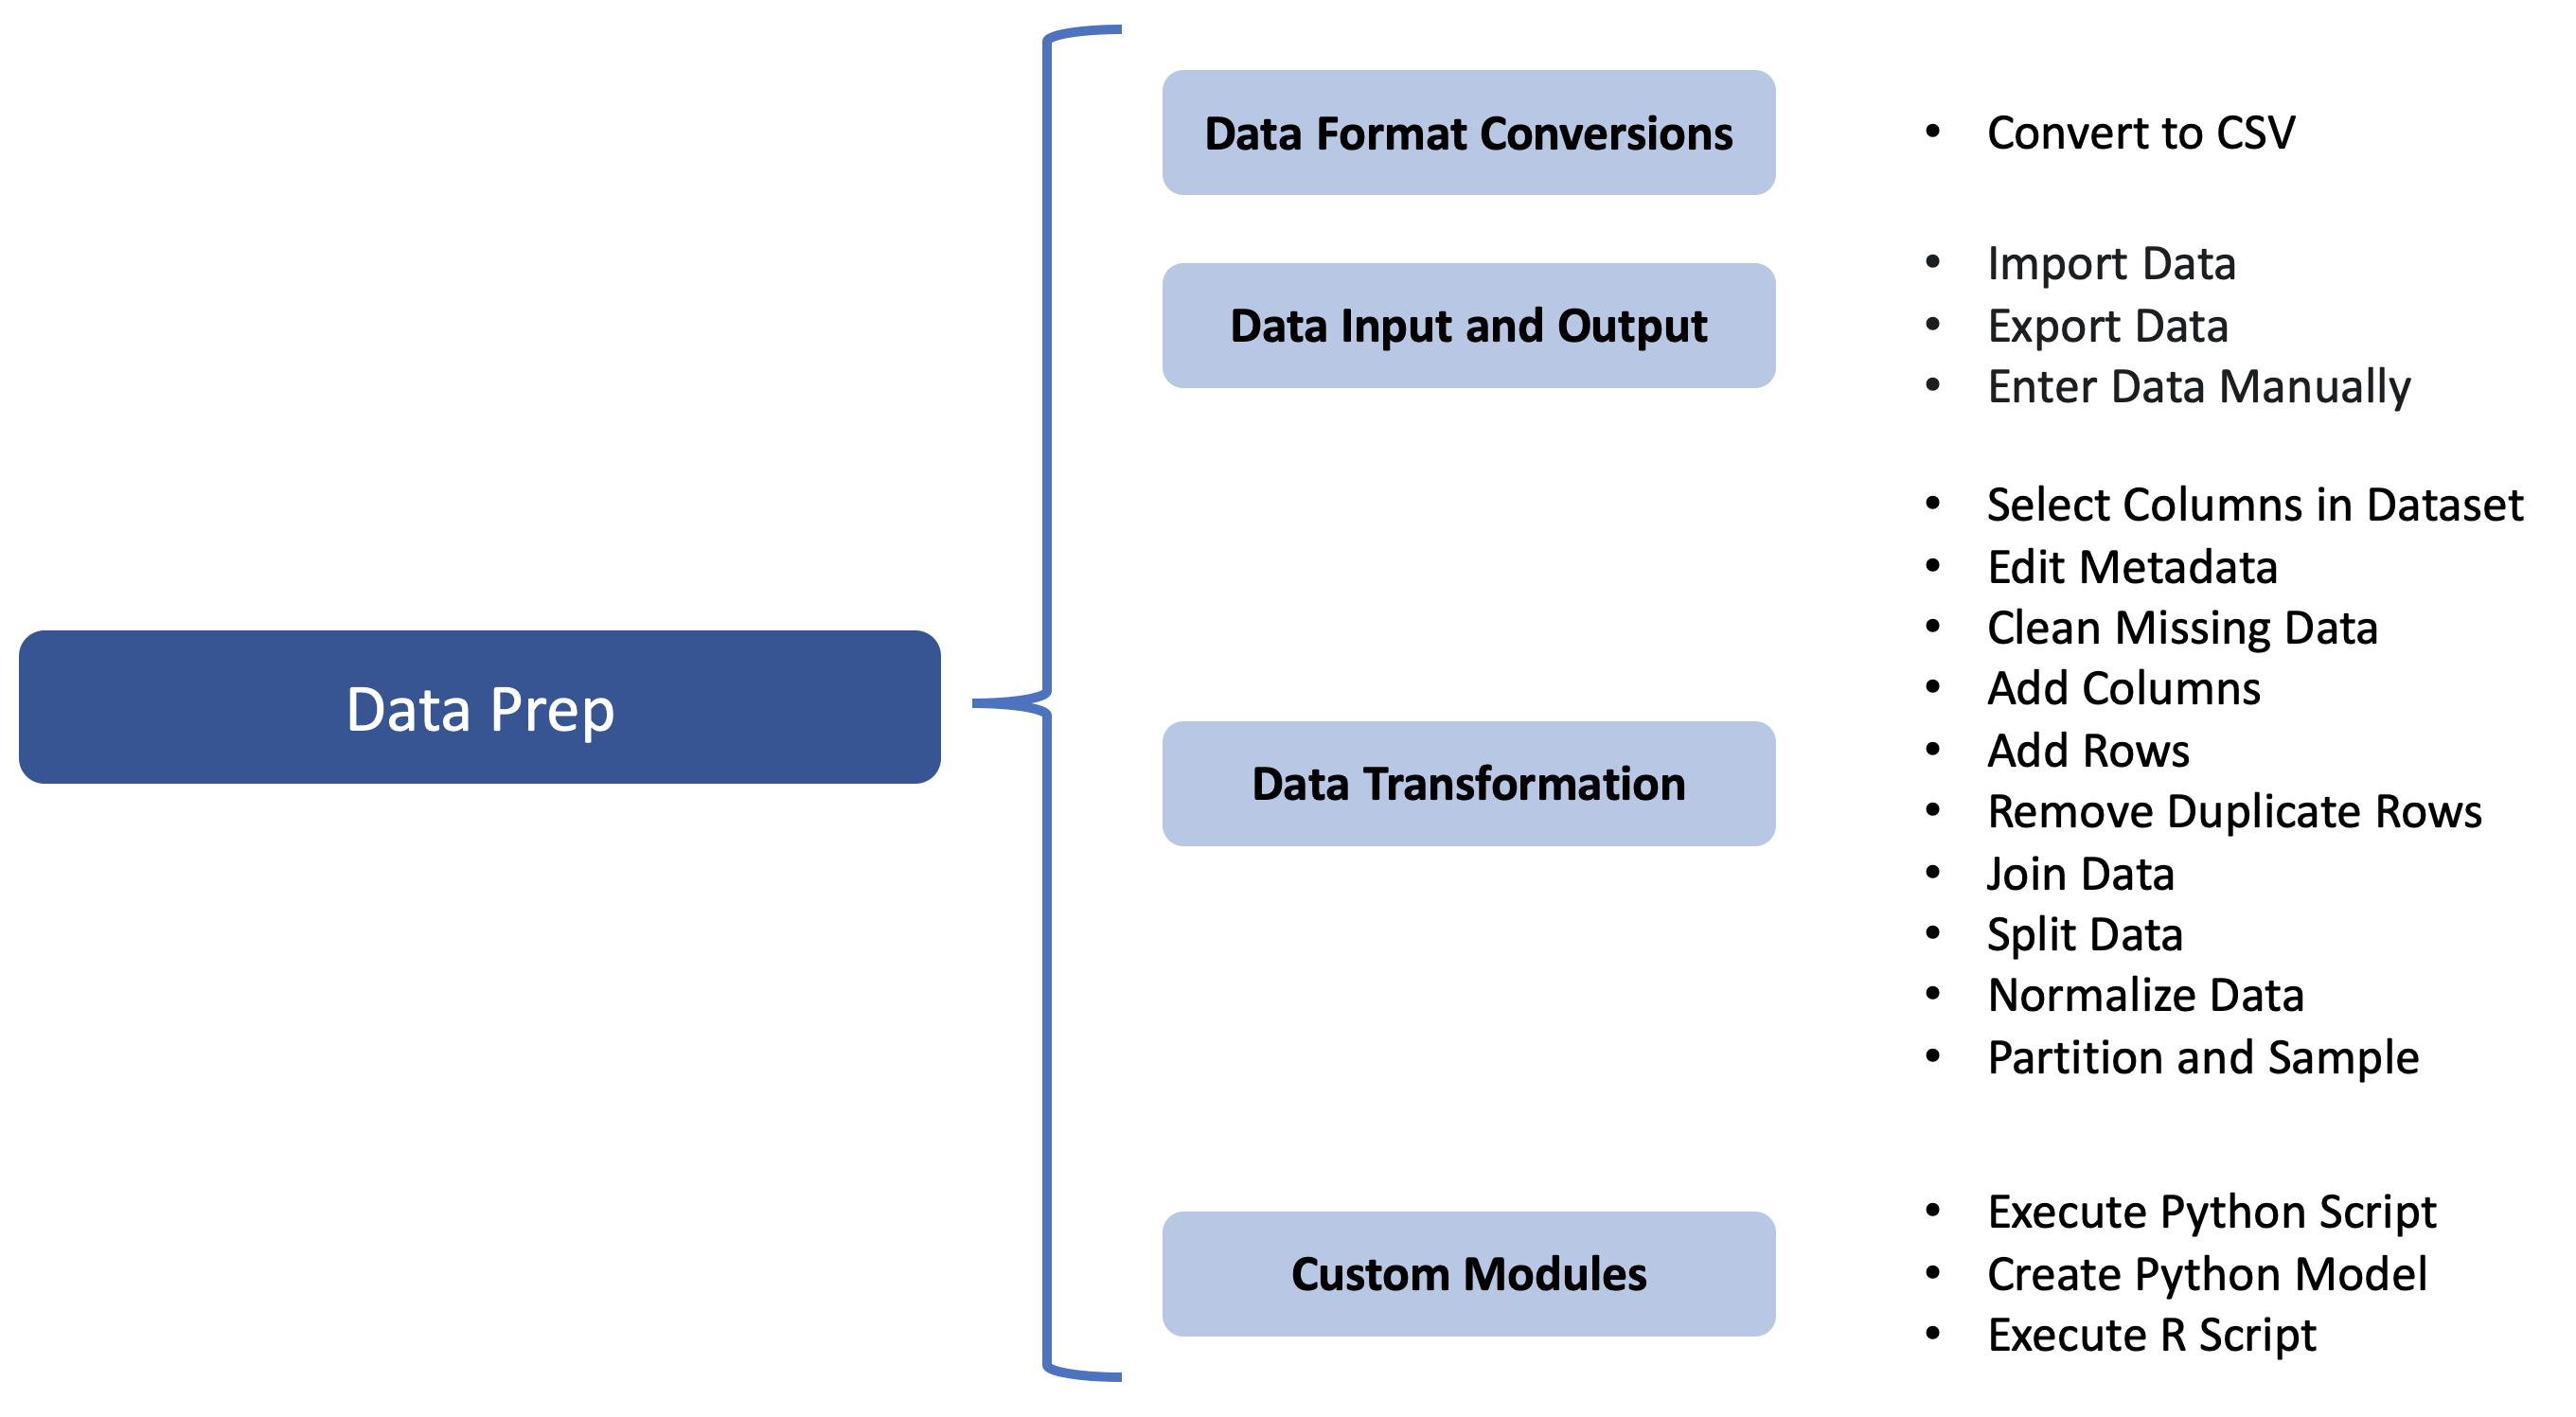 Data Prep
Data Format Conversions
• Convert to CSV
Data Input and Output
• Import Data
• Export Data
• Enter Data Manually
Data Transformation
• Select Columns in Dataset
• Edit Metadata
• Clean Missing Data
• Add Columns
• Add Rows
• Remove Duplicate Rows
• Join Data
• Split Data
• Normalize Data
• Partition and Sample
Custom Modules
• Execute Python Script
• Create Python Model
• Execute R Script